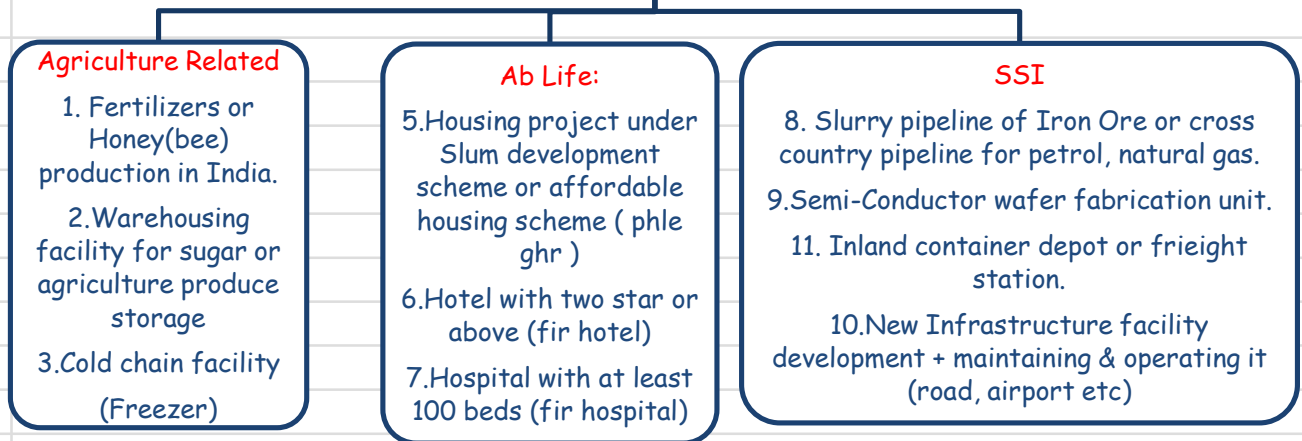 Agriculture Related
1. Fertilizers or
Honey(bee)
production in India.
2.Warehousing
facility for sugar or
agriculture produce
storage
3.Cold chain facility
(Freezer)
Ab Life:
5.Housing project under
Slum development
scheme or affordable
housing scheme ( phle
ghr )
6.Hotel with two star or
above (fir hotel)
7.Hospital with at least
100 beds (fir hospital)
SSI
8. Slurry pipeline of Iron Ore or cross
country pipeline for petrol, natural gas.
9.Semi-Conductor wafer fabrication unit.
11. Inland container depot or frieight
station.
10.New Infrastructure facility
development + maintaining & operating it
(road, airport etc)